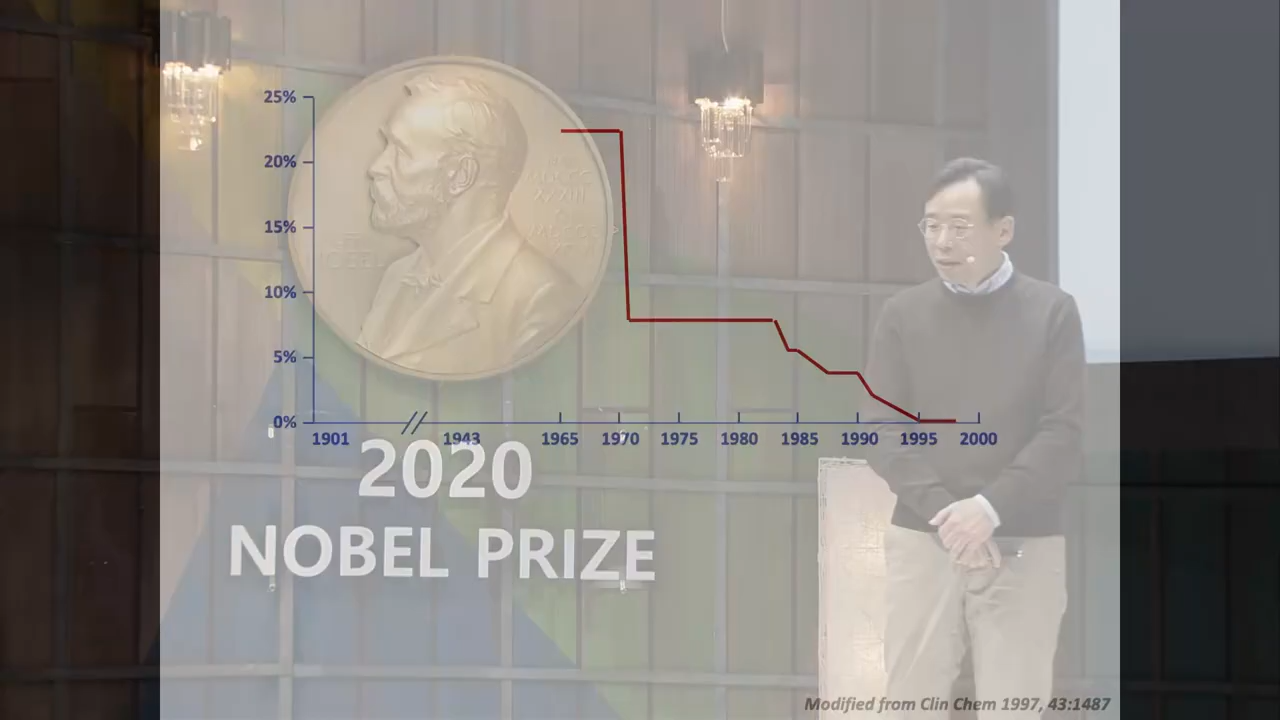 25%
20%
15%
10%
5%
0%
1901 1943 1965 1970 1975 1980 1985 1990 1995 2000
2020
NOBEL PRIZE
Modified from Clin Chem 1997, 43:1487